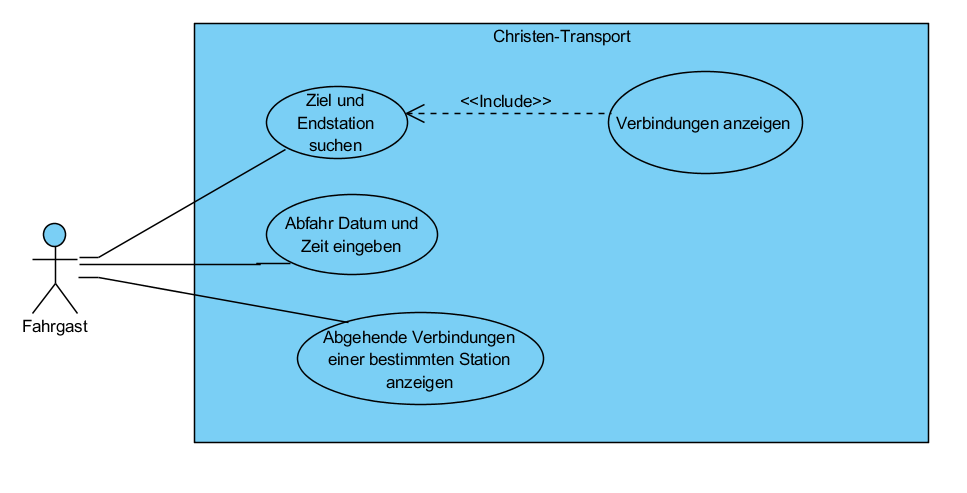 Christen-Transport
Ziel und
Endstation
suchen
<<Include>>
Verbindungen anzeigen
Abfahr Datum und
Zeit eingeben
Fahrgast
Abgehende Verbindungen
einer bestimmten Station
anzeigen